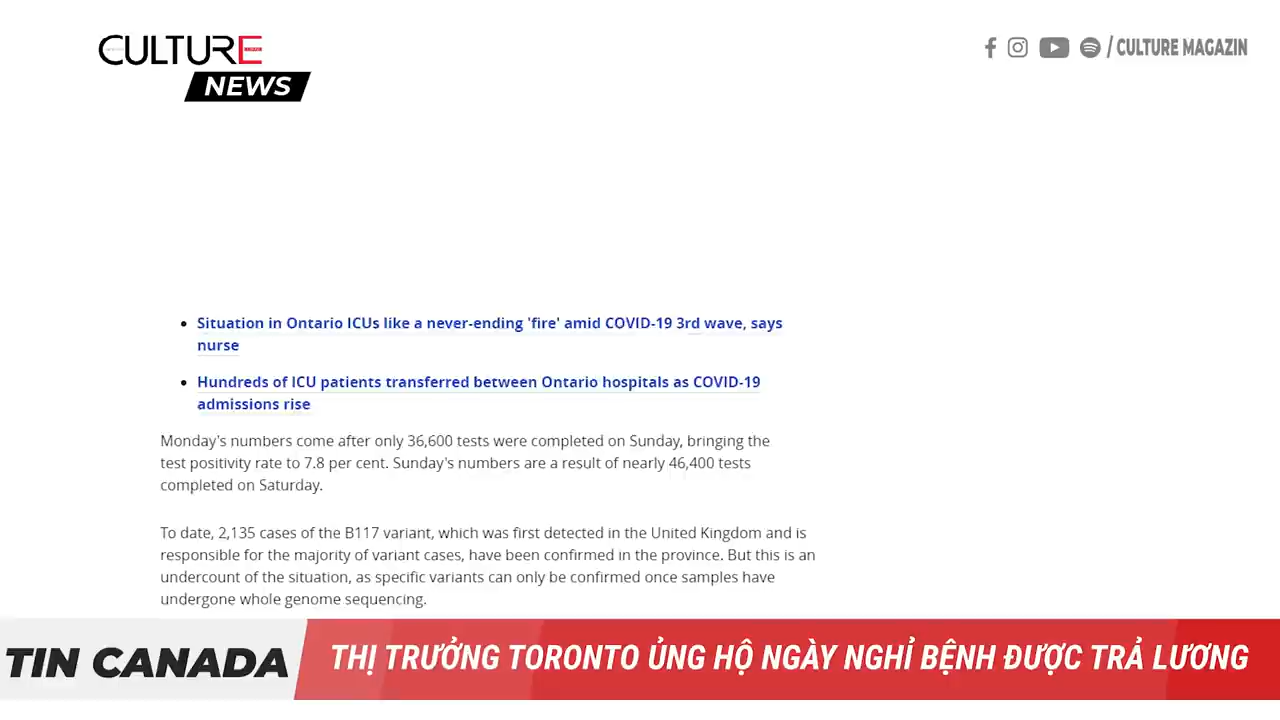 CULTURE
NEWS
/ CULTURE MAGAZIN
Situation in Ontario ICUs like a never-ending 'fire' amid COVID-19 3rd wave, says
nurse
Hundreds of ICU patients transferred between Ontario hospitals as COVID-19
admissions rise
Monday's numbers come after only 36,600 tests were completed on Sunday, bringing the
test positivity rate to 7.8 per cent. Sunday's numbers are a result of nearly 46,400 tests
completed on Saturday.
To date, 2,135 cases of the B117 variant, which was first detected in the United Kingdom and is
responsible for the majority of variant cases, have been confirmed in the province. But this is an
undercount of the situation, as specific variants can only be confirmed once samples have
undergone whole genome sequencing.
TIN CANADA
THỊ TRƯỞNG TORONTO ỦNG HỘ NGÀY NGHỈ BỆNH ĐƯỢC TRẢ LƯƠNG